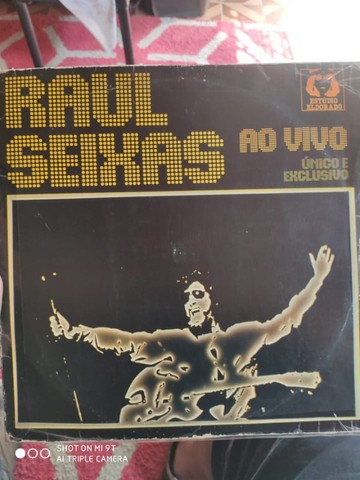 RAUL
SEIXAS
ESTÚDIO
ELDORADO
AO VIVO
ÚNICO E
EXCLUSIVO
SHOT ON MI 9T
AI TRIPLE CAMERA